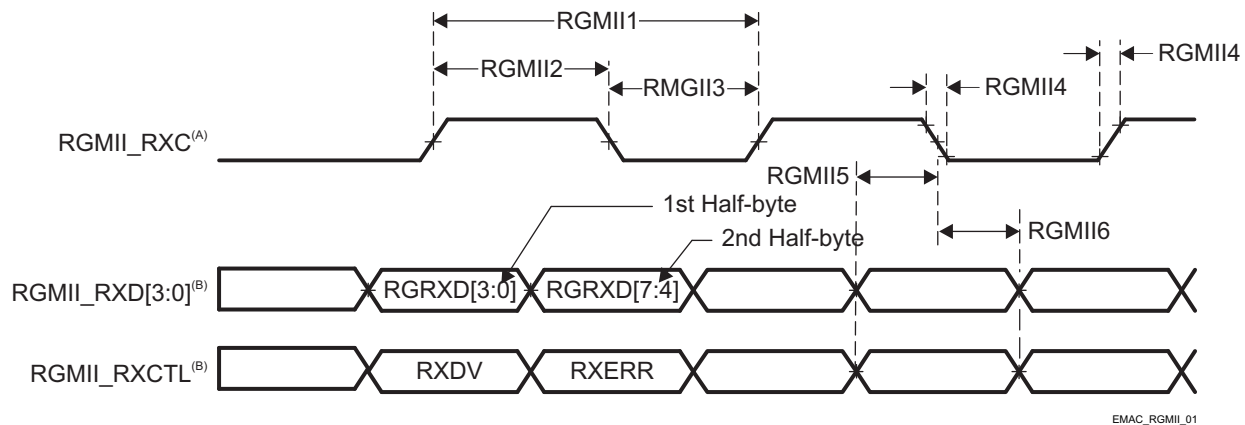 RGMII1
RGMII2
RMGII3
RGMII4
RGMII4
RGMII_RXC(A)
RGMII5
1st Half-byte
2nd Half-byte
RGMII6
RGMII_RXD[3:0](B)
RGRXD[3:0]
RGRXD[7:4]
RGMII_RXCTL(B)
RXDV
RXERR
EMAC_RGMII_01